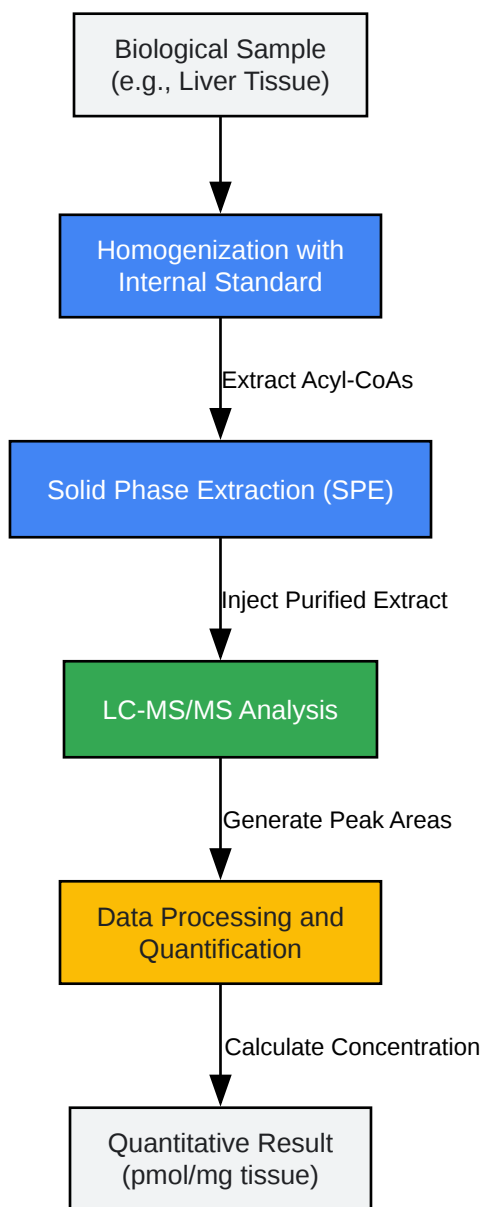 Biological Sample
(e.g., Liver Tissue)
Homogenization with
Internal Standard
Extract Acyl-CoAs
Solid Phase Extraction (SPE)
Inject Purified Extract
LC-MS/MS Analysis
Generate Peak Areas
Data Processing and
Quantification
Calculate Concentration
Quantitative Result
(pmol/mg tissue)